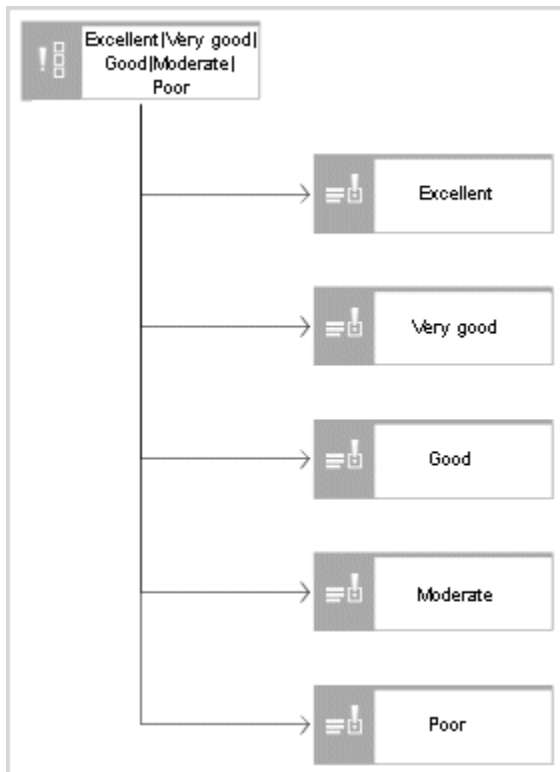 Excellent|Very good|
Good|Moderate|
Poor
Excellent
Very good
Good
Moderate
Poor